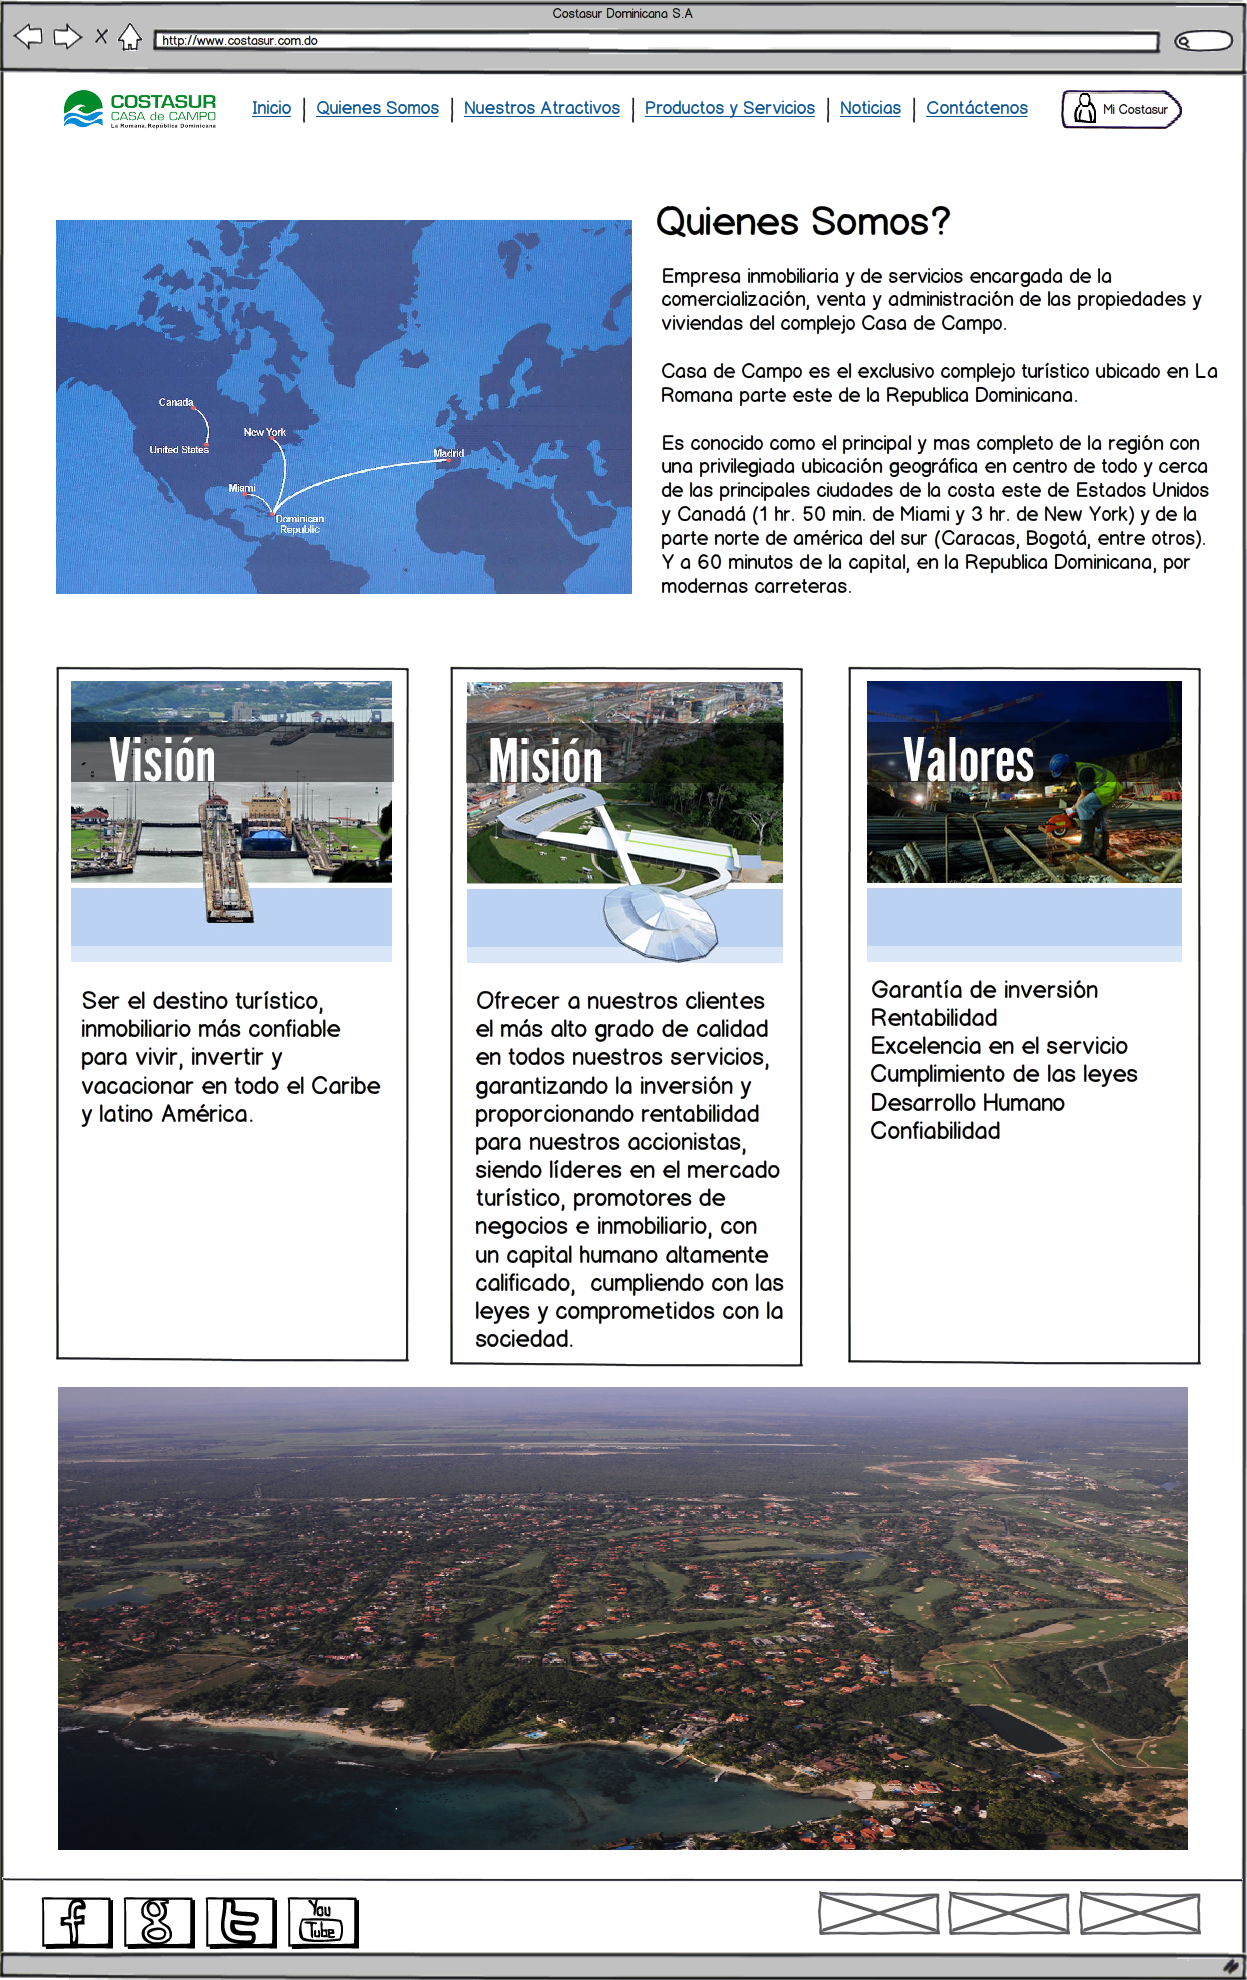 Costasur Dominicana S.A
http://www.costasur.com.do
COSTASUR
CASA de CAMPO
La Romana, República Dominicana
Inicio | Quienes Somos | Nuestros Atractivos | Productos y Servicios | Noticias | Contáctenos
Mi Costasur
Quienes Somos?
Canada
United States
New York
Madrid
Miami
Dominican
Republic
Empresa inmobiliaria y de servicios encargada de la
comercialización, venta y administración de las propiedades y
viviendas del complejo Casa de Campo.
Casa de Campo es el exclusivo complejo turístico ubicado en La
Romana parte este de la Republica Dominicana.
Es conocido como el principal y mas completo de la región con
una privilegiada ubicación geográfica en centro de todo y cerca
de las principales ciudades de la costa este de Estados Unidos
y Canadá (1 hr. 50 min. de Miami y 3 hr. de New York) y de la
parte norte de américa del sur (Caracas, Bogotá, entre otros).
Y a 60 minutos de la capital, en la Republica Dominicana, por
modernas carreteras.
Visión
Ser el destino turístico,
inmobiliario más confiable
para vivir, invertir y
vacacionar en todo el Caribe
y latino América.
Misión
Ofrecer a nuestros clientes
el más alto grado de calidad
en todos nuestros servicios,
garantizando la inversión y
proporcionando rentabilidad
para nuestros accionistas,
siendo líderes en el mercado
turístico, promotores de
negocios e inmobiliario, con
un capital humano altamente
calificado,  cumpliendo con las
leyes y comprometidos con la
sociedad.
Valores
Garantía de inversión
Rentabilidad
Excelencia en el servicio
Cumplimiento de las leyes
Desarrollo Humano
Confiabilidad
f
g
t
You
Tube